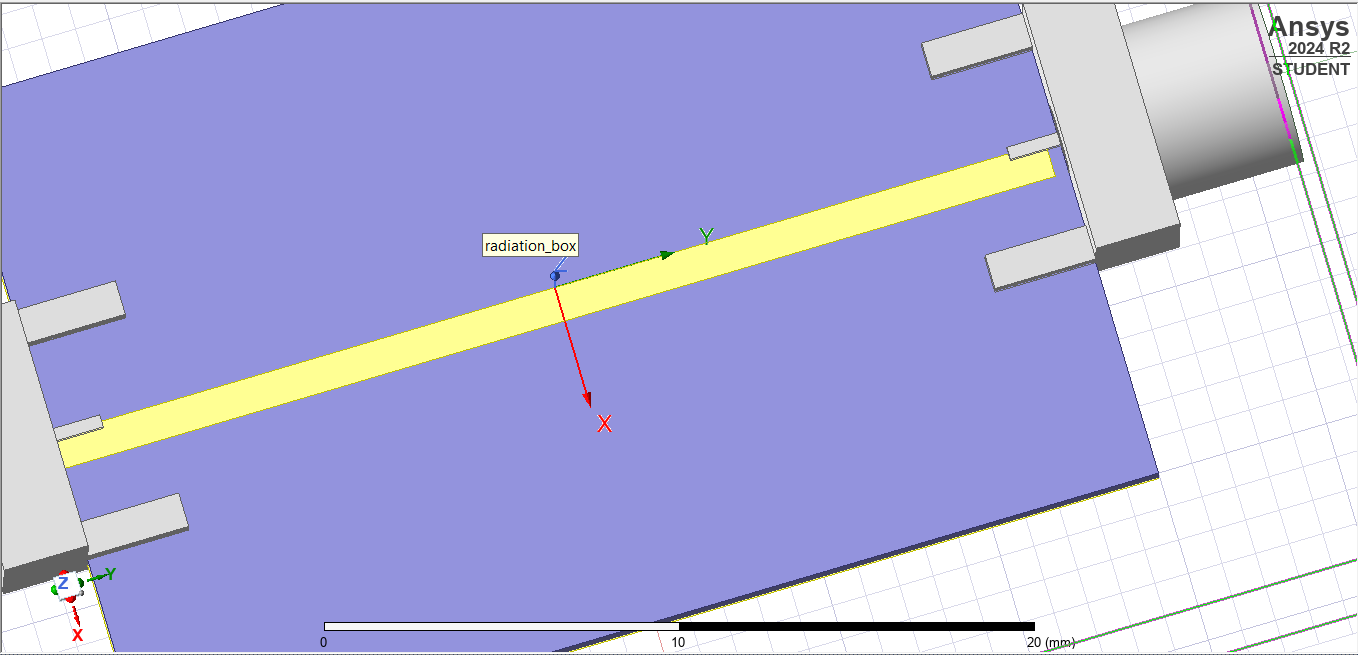 Ansys
2024 R2
STUDENT
Y
radiation_box
Z
X
Z
Y
X
0
10
20 (mm)